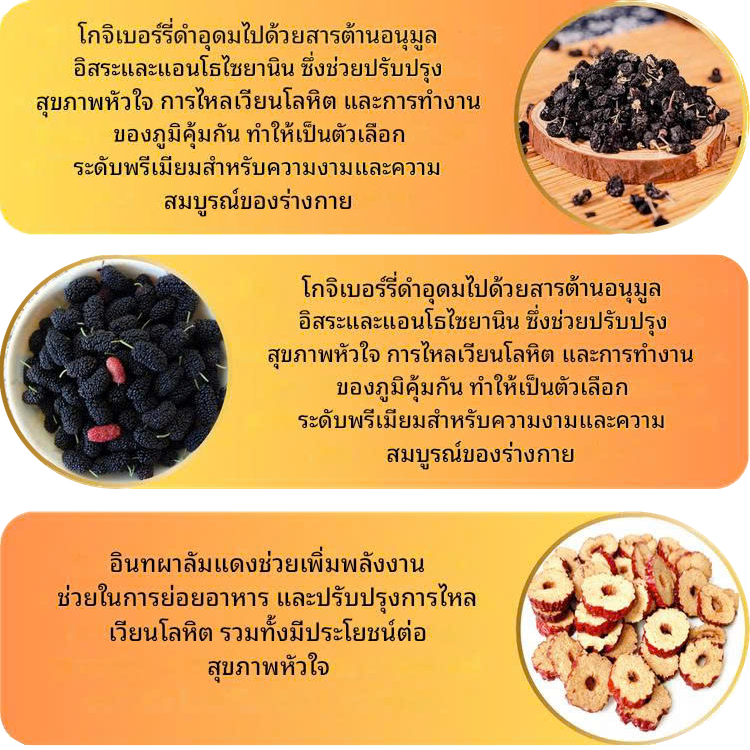 โกจิเบอร์รี่ดำอุดมไปด้วยสารต้านอนุมูล
อิสระและแอนโธไซยานิน ซึ่งช่วยปรับปรุง
สุขภาพหัวใจ การไหลเวียนโลหิต และการทำงาน
ของภูมิคุ้มกัน ทำให้เป็นตัวเลือก
ระดับพรีเมียมสำหรับความงามและความ
สมบูรณ์ของร่างกาย
โกจิเบอร์รี่ดำอุดมไปด้วยสารต้านอนุมูล
อิสระและแอนโธไซยานิน ซึ่งช่วยปรับปรุง
สุขภาพหัวใจ การไหลเวียนโลหิต และการทำงาน
ของภูมิคุ้มกัน ทำให้เป็นตัวเลือก
ระดับพรีเมียมสำหรับความงามและความ
สมบูรณ์ของร่างกาย
อินทผาลัมแดงช่วยเพิ่มพลังงาน
ช่วยในการย่อยอาหาร และปรับปรุงการไหล
เวียนโลหิต รวมทั้งมีประโยชน์ต่อ
สุขภาพหัวใจ